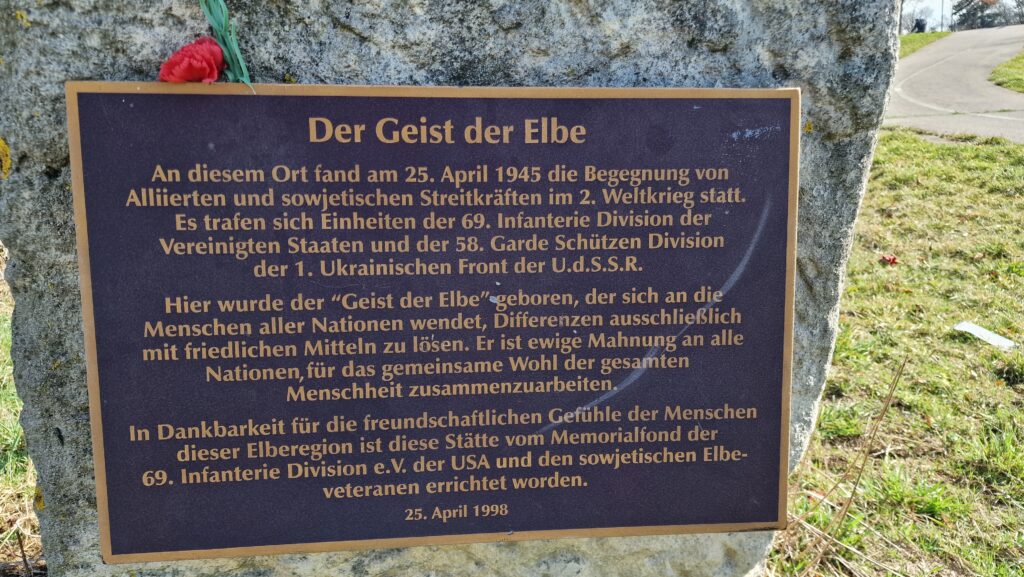 Der Geist der Elbe
An diesem Ort fand am 25. April 1945 die Begegnung von
Alliierten und sowjetischen Streitkräften im 2. Weltkrieg statt.
Es trafen sich Einheiten der 69. Infanterie Division der
Vereinigten Staaten und der 58. Garde Schützen Division
der 1. Ukrainischen Front der U.d.S.S.R.
Hier wurde der “Geist der Elbe” geboren, der sich an die
Menschen aller Nationen wendet, Differenzen ausschließlich
mit friedlichen Mitteln zu lösen. Er ist ewige Mahnung an alle
Nationen, für das gemeinsame Wohl der gesamten
Menschheit zusammenzuarbeiten.
In Dankbarkeit für die freundschaftlichen Gefühle der Menschen
dieser Elberegion ist diese Stätte vom Memorialfond der
69. Infanterie Division e.V. der USA und den sowjetischen Elbe-
veteranen errichtet worden.
25. April 1998